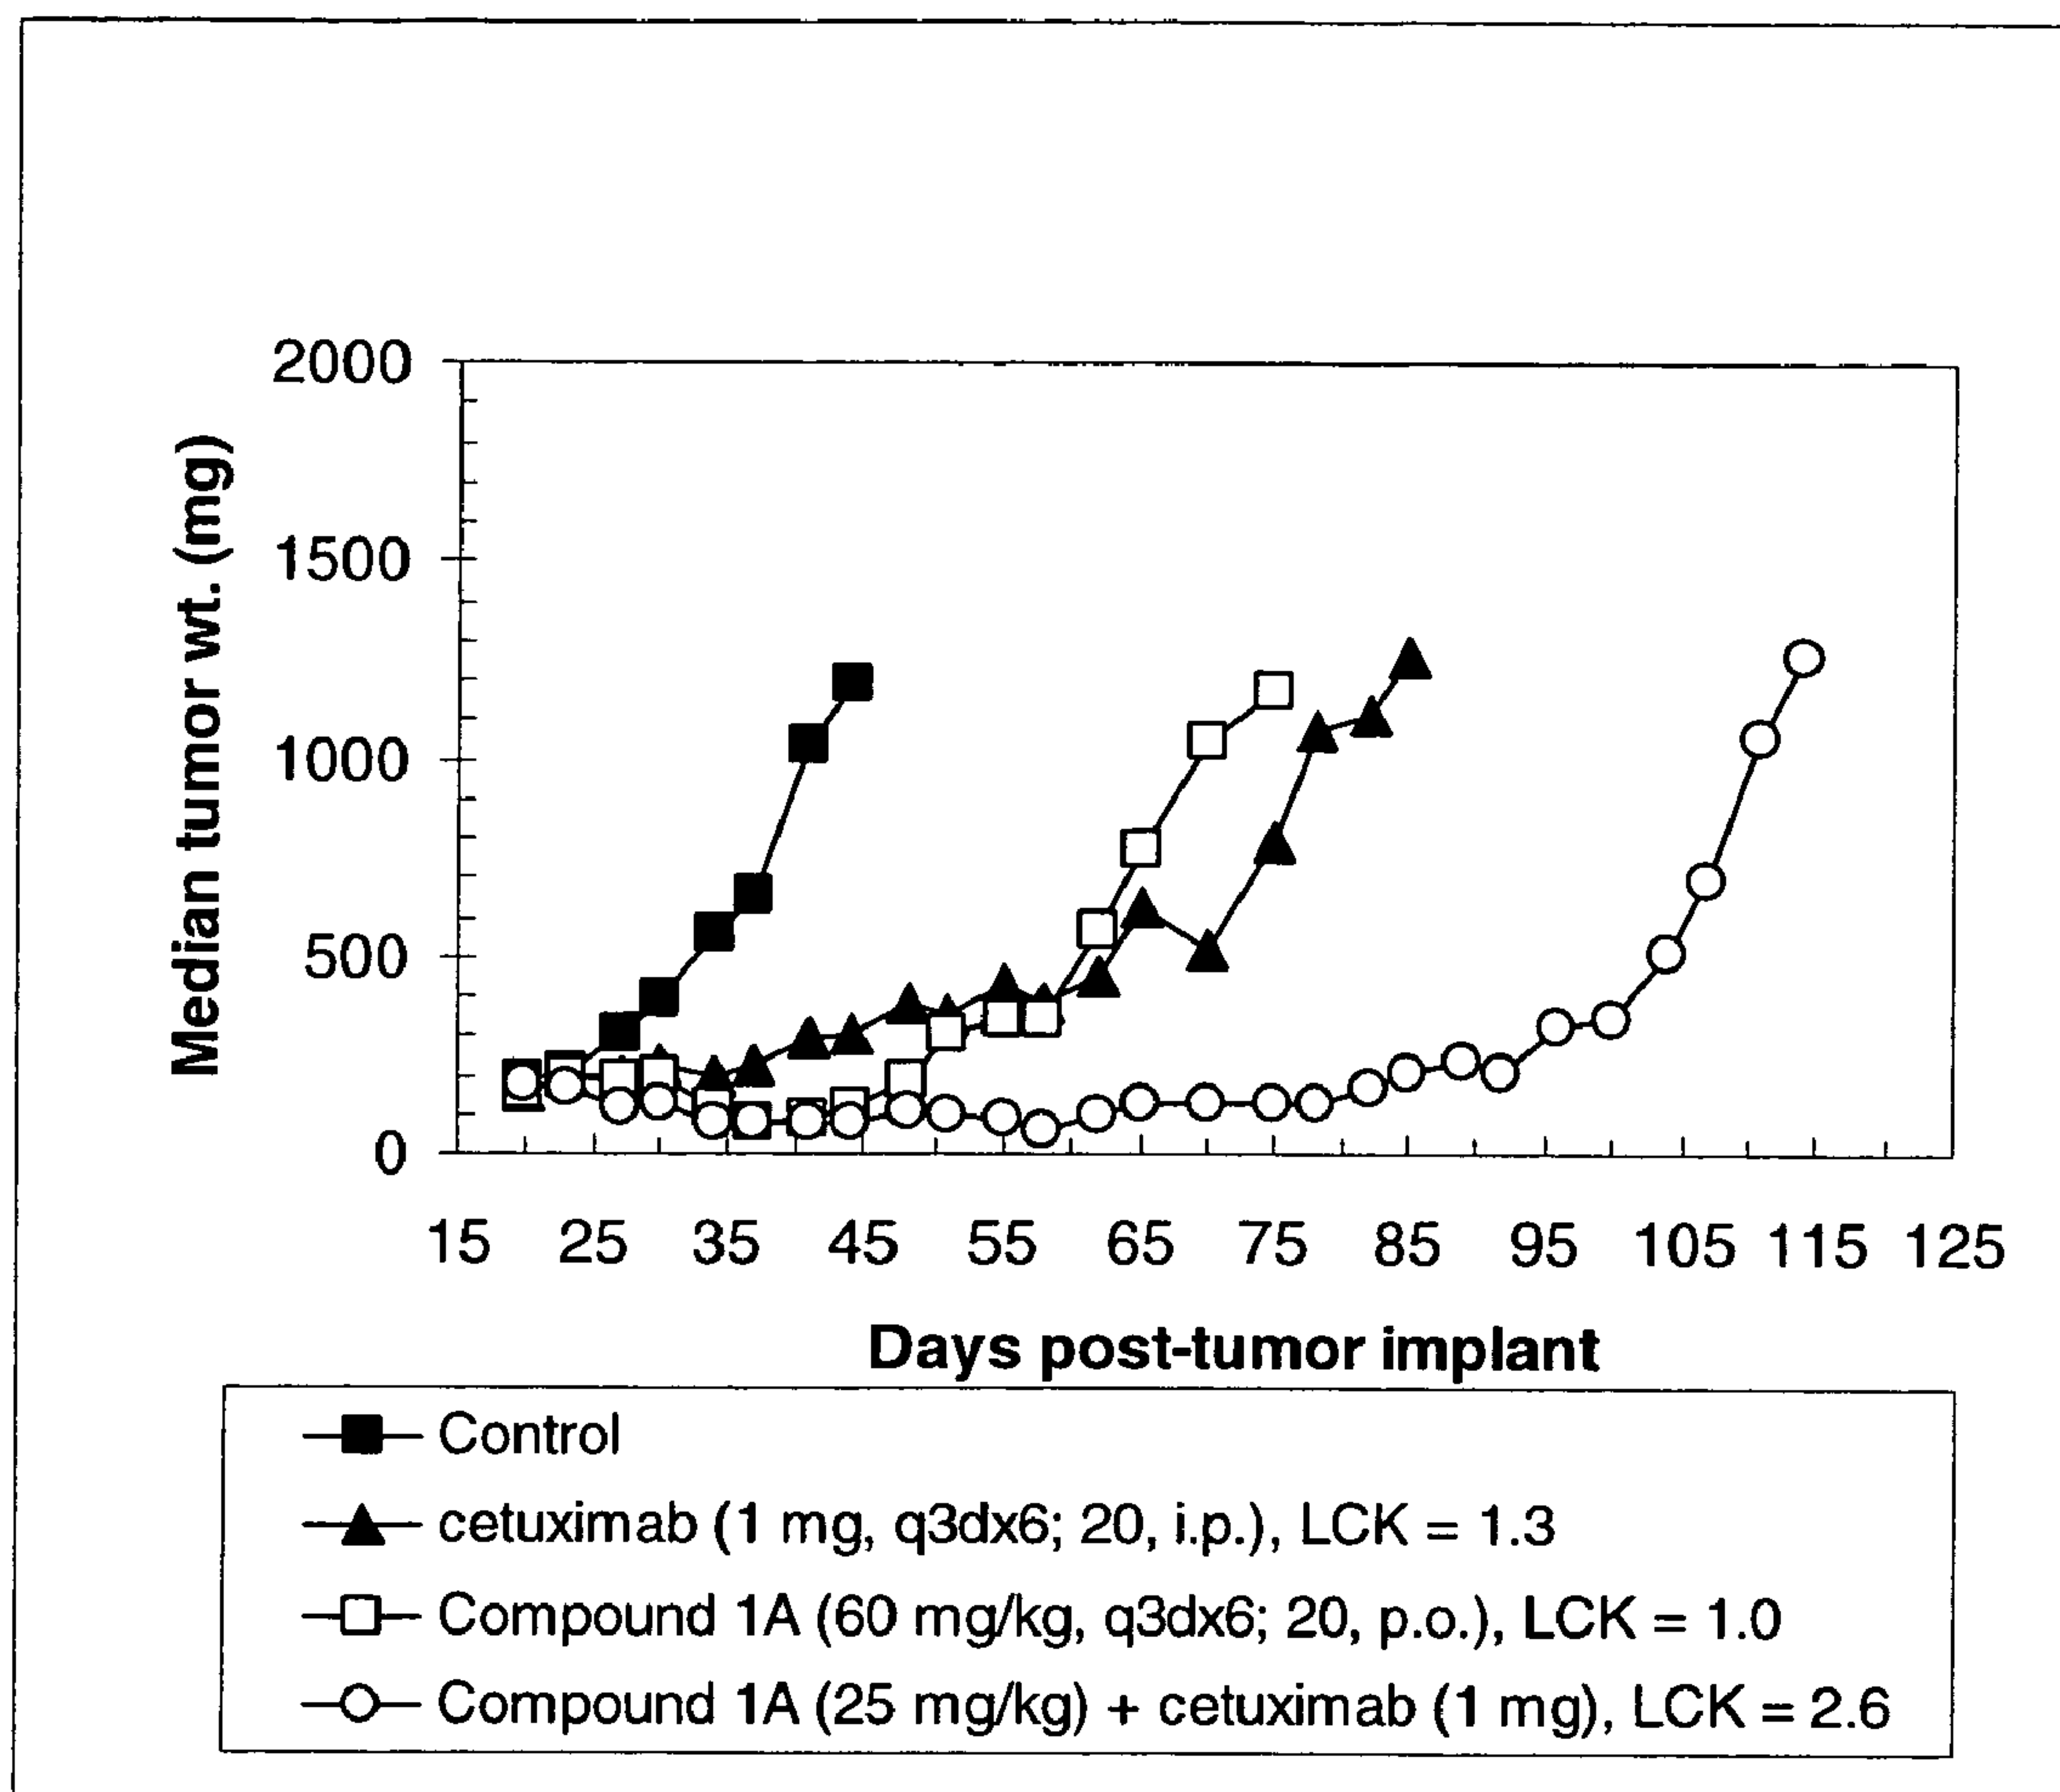 Median tumor wt. (mg)
2000
1500
1000
500
0
15 25 35 45 55 65 75 85 95 105 115 125
Days post-tumor implant
Control
cetuximab (1 mg, q3dx6; 20, i.p.), LCK = 1.3
Compound 1A (60 mg/kg, q3dx6; 20, p.o.), LCK = 1.0
Compound 1A (25 mg/kg) + cetuximab (1 mg), LCK = 2.6